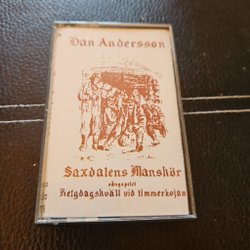 Dan Andersson
Saxdalens Manskör
sångspelet
Helgdagskväll vid timmerkojan